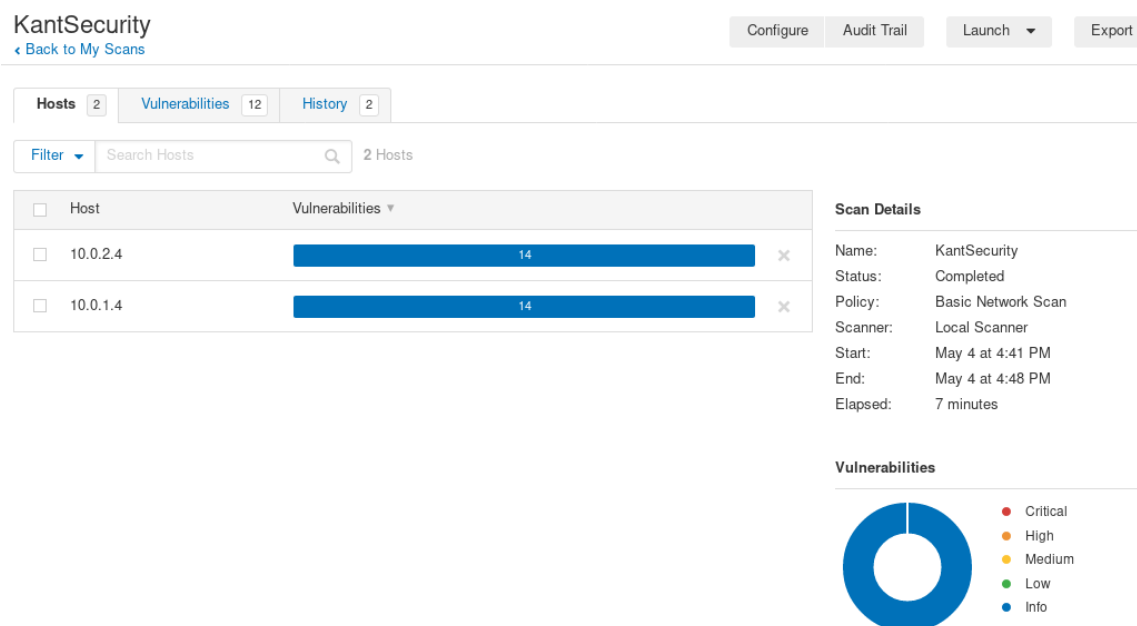 KantSecurity
Back to My Scans
Configure Audit Trail Launch Export
Hosts 2 Vulnerabilities 12 History 2
Filter Search Hosts 2 Hosts
Host Vulnerabilities
10.0.2.4 14
10.0.1.4 14
Scan Details
Name: KantSecurity
Status: Completed
Policy: Basic Network Scan
Scanner: Local Scanner
Start: May 4 at 4:41 PM
End: May 4 at 4:48 PM
Elapsed: 7 minutes
Vulnerabilities
Critical
High
Medium
Low
Info